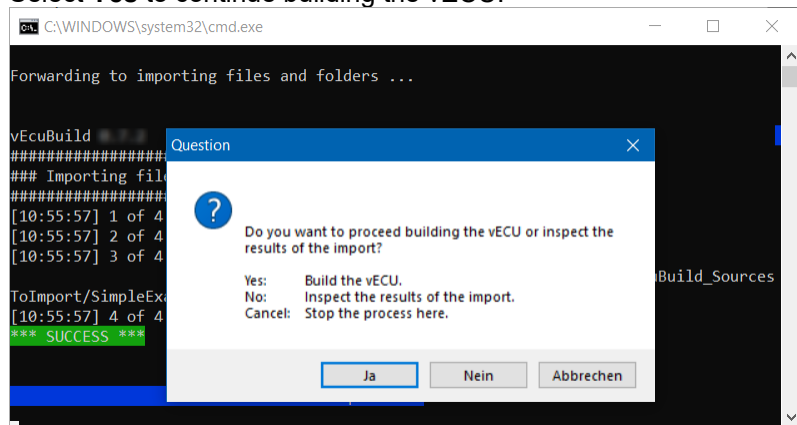 Select Yes to continue building the vECU.
C:\WINDOWS\system32\cmd.exe
Forwarding to importing files and folders ...
vEcuBuild
##################
### Importing file
##################
[10:55:57] 1 of 4
[10:55:57] 2 of 4
[10:55:57] 3 of 4
Build_Sources
ToImport/SimpleExa
[10:55:57] 4 of 4
*** SUCCESS ***
Question
Do you want to proceed building the vECU or inspect the
results of the import?
Yes: Build the vECU.
No: Inspect the results of the import.
Cancel: Stop the process here.
Ja Nein Abbrechen